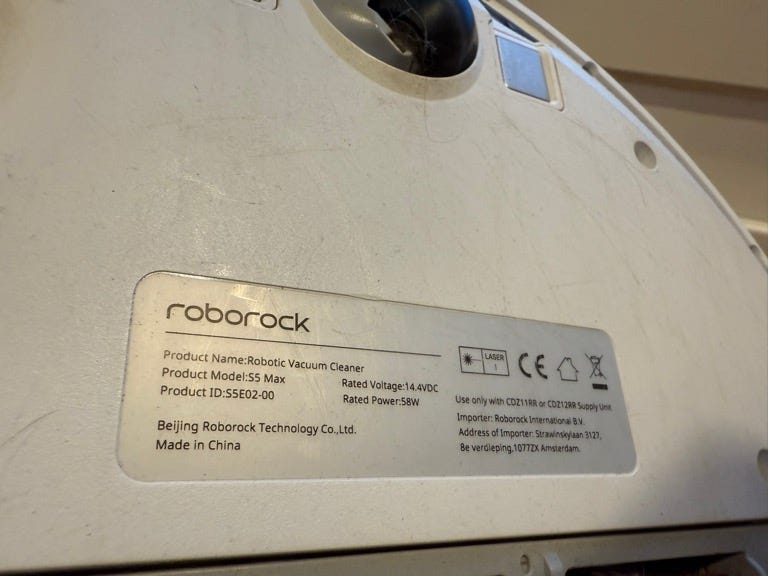 roborock
Product Name:Robotic Vacuum Cleaner
Product Model:S5 Max
Rated Voltage:14.4VDC
Product ID:S5E02-00
Rated Power:58W
Beijing Roborock Technology Co.,Ltd.
Made in China
LASER
1
CE
Use only with CDZ11RR or CDZ12RR Supply Unit
Importer: Roborock International B.V.
Address of Importer: Strawinskylaan 3127,
8e verdieping,1077ZX Amsterdam.